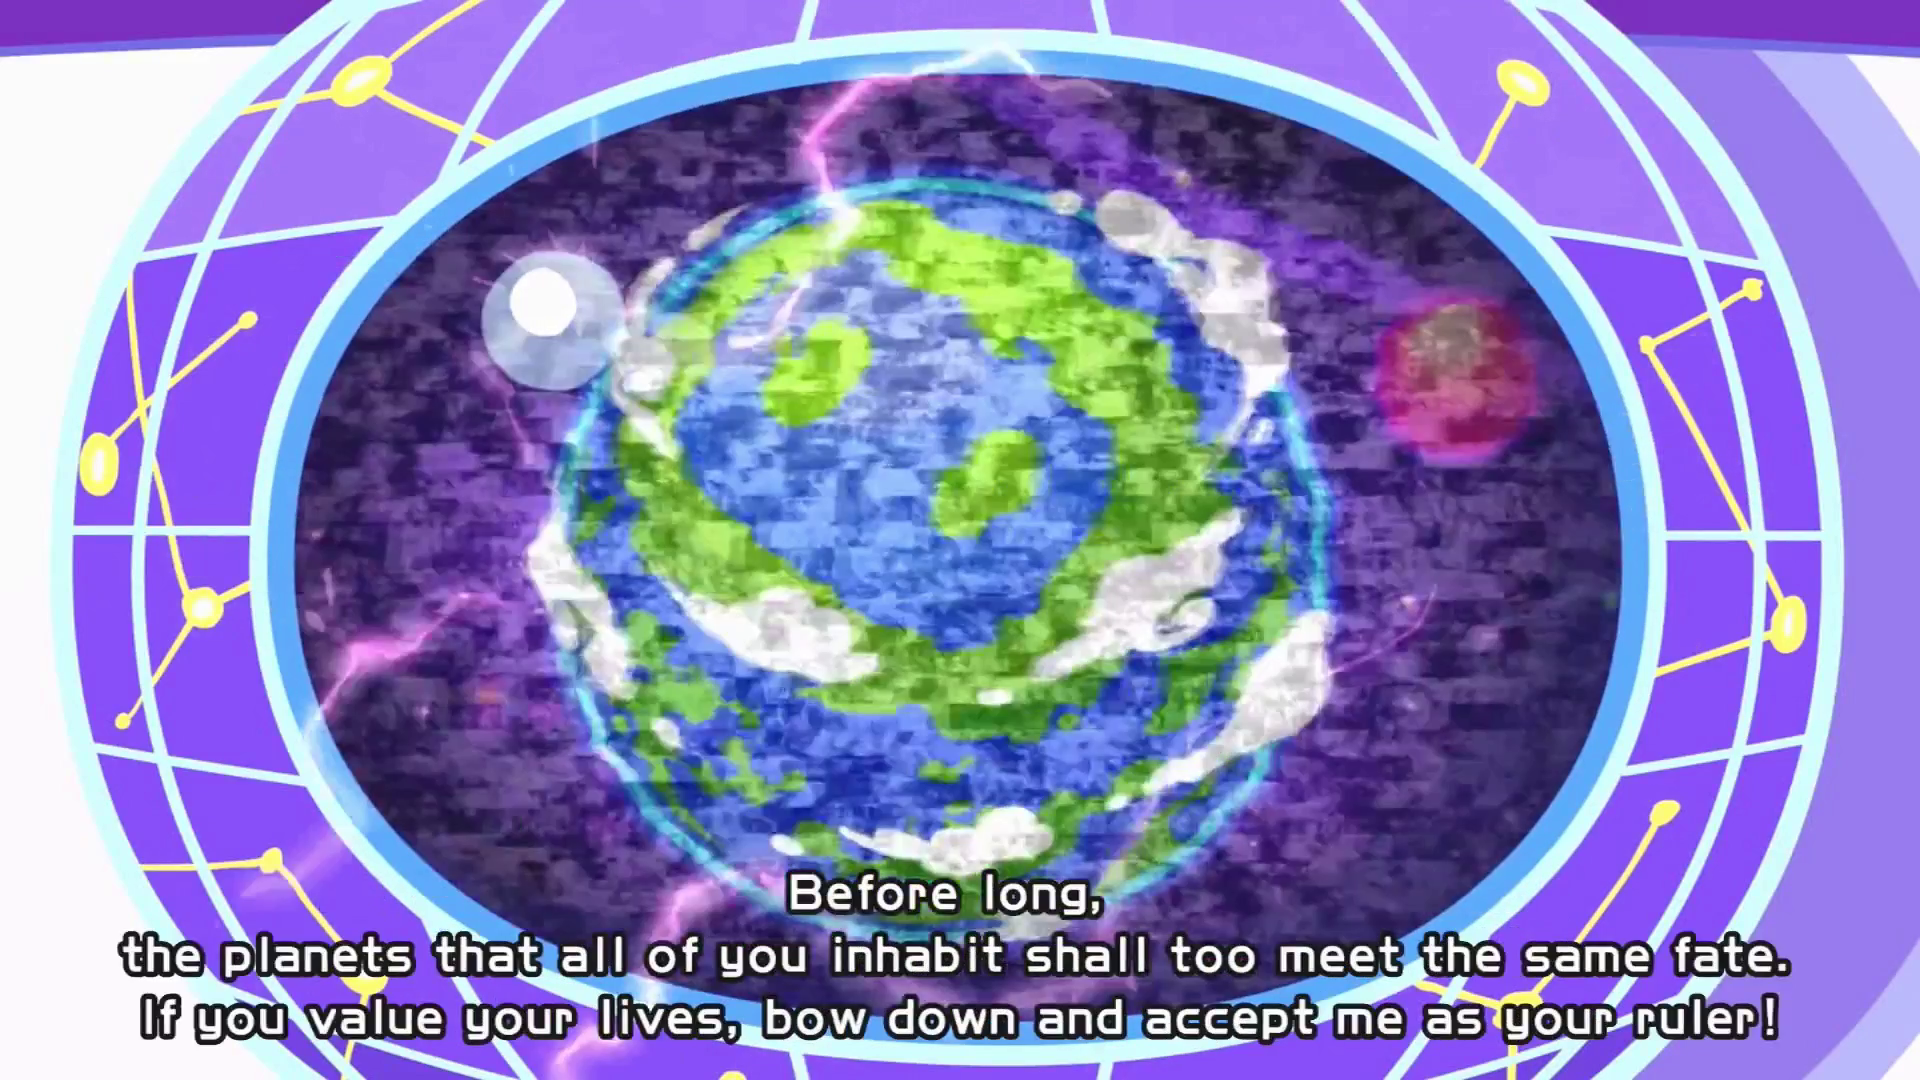 Before long,
the planets that all of you inhabit shall too meet the same fate.
If you value your lives, bow down and accept me as your ruler!